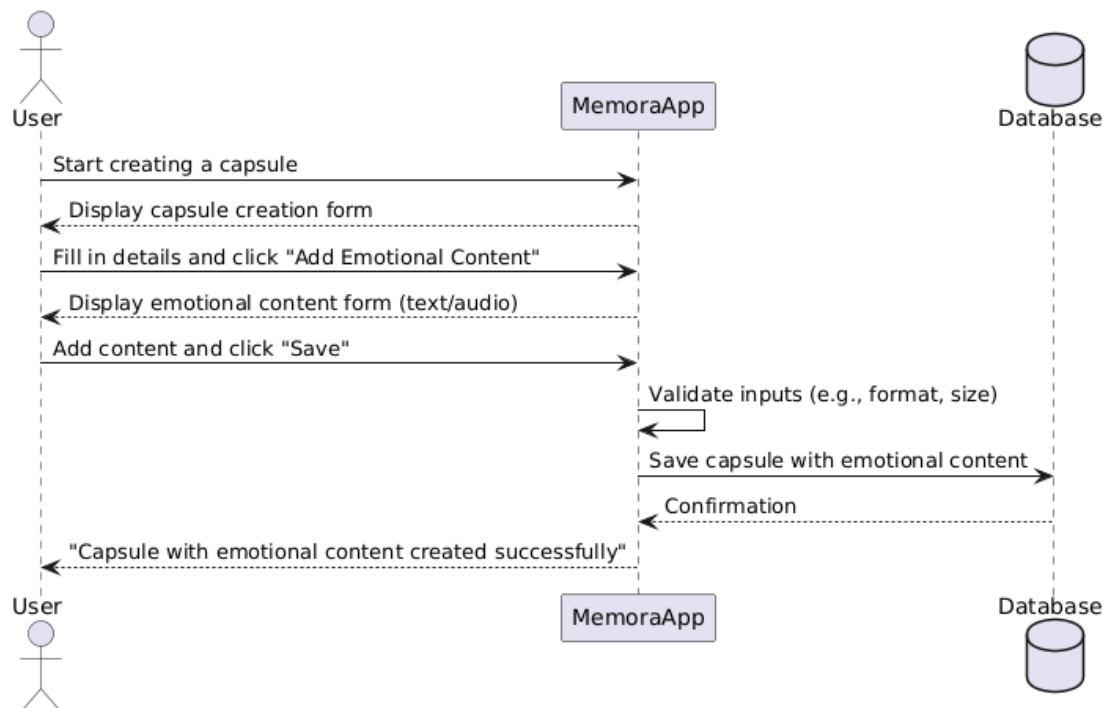 User
MemoraApp
Database
Start creating a capsule
Display capsule creation form
Fill in details and click "Add Emotional Content"
Display emotional content form (text/audio)
Add content and click "Save"
Validate inputs (e.g., format, size)
Save capsule with emotional content
Confirmation
"Capsule with emotional content created successfully"
User
MemoraApp
Database